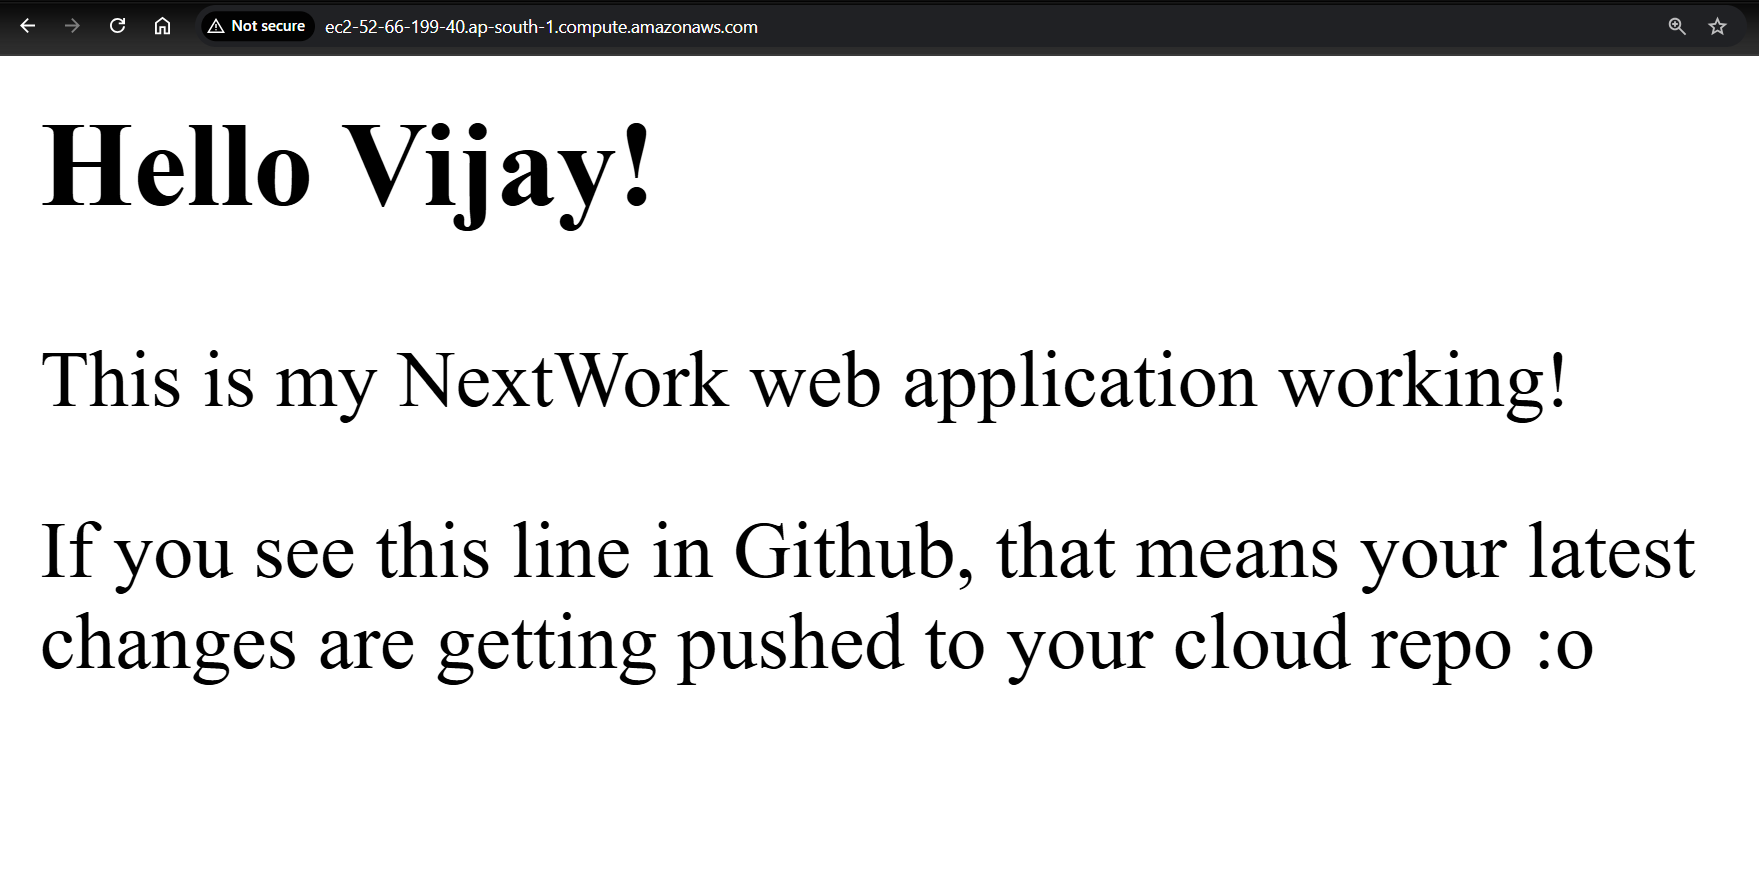 Not secure
ec2-52-66-199-40.ap-south-1.compute.amazonaws.com
Hello Vijay!
This is my NextWork web application working!
If you see this line in Github, that means your latest
changes are getting pushed to your cloud repo :o